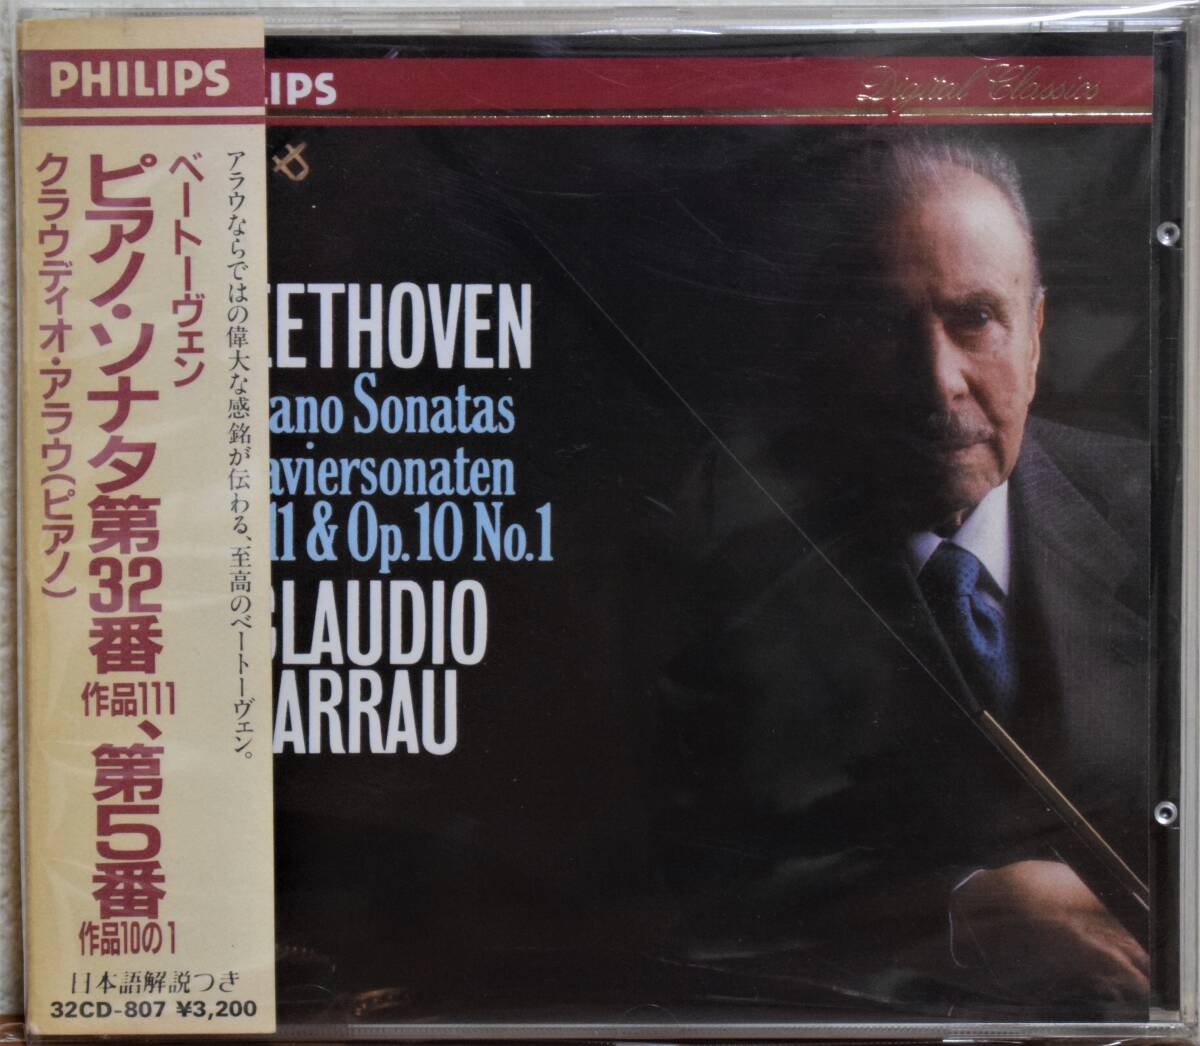 PHILIPS
アラウならではの偉大な感銘が伝わる、至高のベートーヴェン。
ベートーヴェン
ピアノ・ソナタ第32番作品111、第5番作品10の1
クラウディオ・アラウ(ピアノ)
日本語解説つき
32CD-807 ¥3,200
LIPS
Digital Classics
EETHOVEN
ano Sonatas
aviersonaten
11 & Op.10 No.1
CLAUDIO
ARRAU